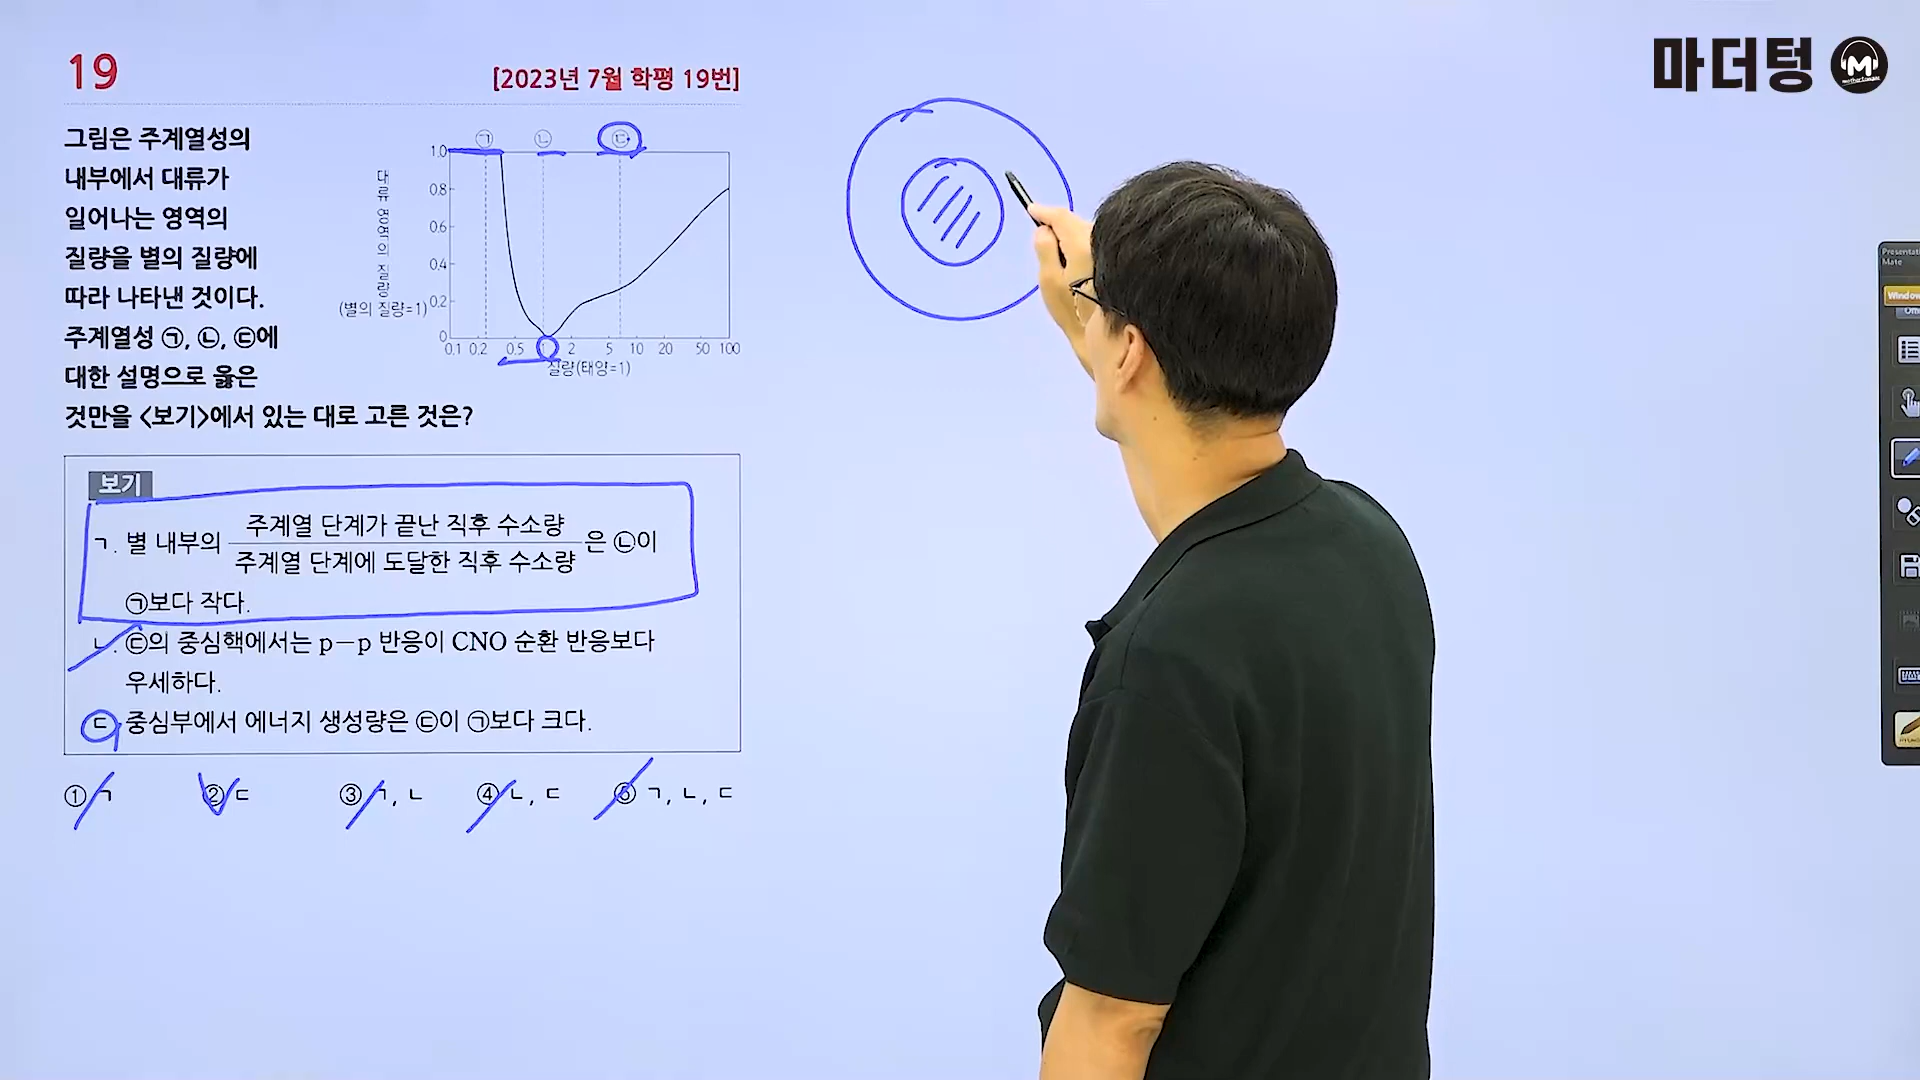 마더텅
M
19
[2023년 7월 학평 19번]
그림은 주계열성의
내부에서 대류가
일어나는 영역의
질량을 별의 질량에
따라 나타낸 것이다.
주계열성 ㉠, ㉡, ㉢에
대한 설명으로 옳은
것만을 <보기>에서 있는 대로 고른 것은?
㉠ ㉡ ㉢
대류 영역의 질량
(별의 질량=1)
1.0
0.8
0.6
0.4
0.2
0
0.1 0.2 0.5 1 2 5 10 20 50 100
질량(태양=1)
보기
ㄱ. 별 내부의 주계열 단계가 끝난 직후 수소량
주계열 단계에 도달한 직후 수소량 은 ㉡이
㉠보다 작다.
ㄴ. ㉢의 중심핵에서는 p-p 반응이 CNO 순환 반응보다
우세하다.
ㄷ. 중심부에서 에너지 생성량은 ㉢이 ㉠보다 크다.
① ㄱ ② ㄷ ③ ㄱ, ㄴ ④ ㄴ, ㄷ ⑤ ㄱ, ㄴ, ㄷ
Mate